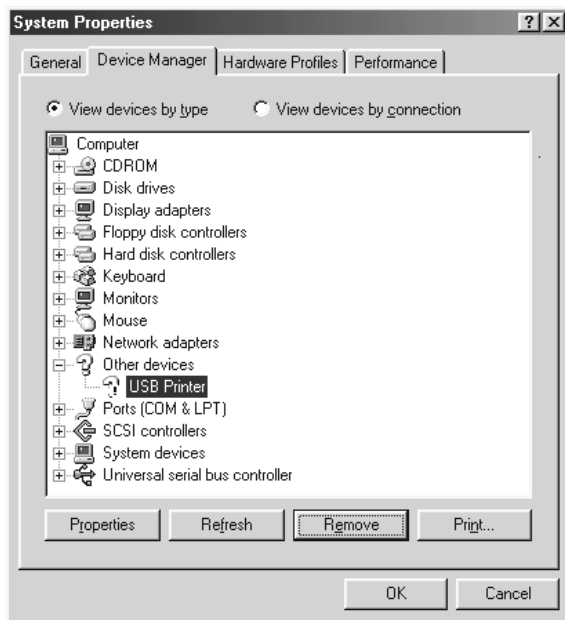 System Properties
General Device Manager Hardware Profiles Performance
View devices by type View devices by connection
Computer
CDROM
Disk drives
Display adapters
Floppy disk controllers
Hard disk controllers
Keyboard
Monitors
Mouse
Network adapters
Other devices
USB Printer
Ports (COM & LPT)
SCSI controllers
System devices
Universal serial bus controller
Properties Refresh Remove Print...
OK Cancel